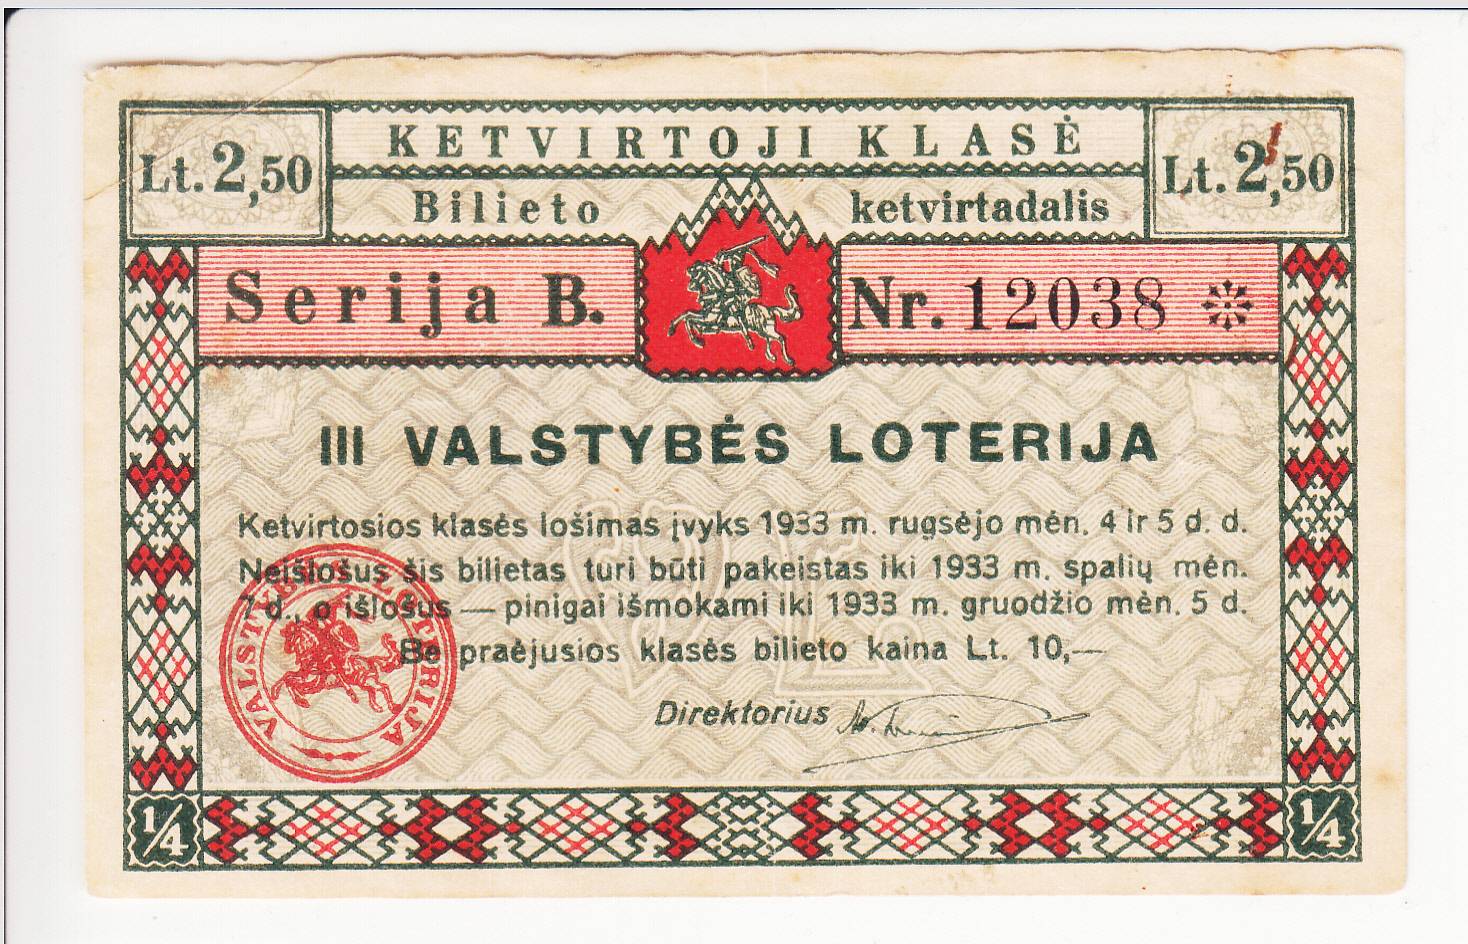 Lt. 2,50
KETVIRTOJI KLASĖ
Lt. 2,50
Bilieto ketvirtadalis
Serija B. Nr. 12038
III VALSTYBĖS LOTERIJA
Ketvirtosios klasės lošimas įvyks 1933 m. rugsėjo mėn. 4 ir 5 d. d.
Neišlošus šis bilietas turi būti pakeistas iki 1933 m. spalių mėn.
7 d., o išlošus — pinigai išmokami iki 1933 m. gruodžio mėn. 5 d.
Be praėjusios klasės bilieto kaina Lt. 10,—
VALSTYBĖS LOTERIJA
Direktorius
1/4
1/4